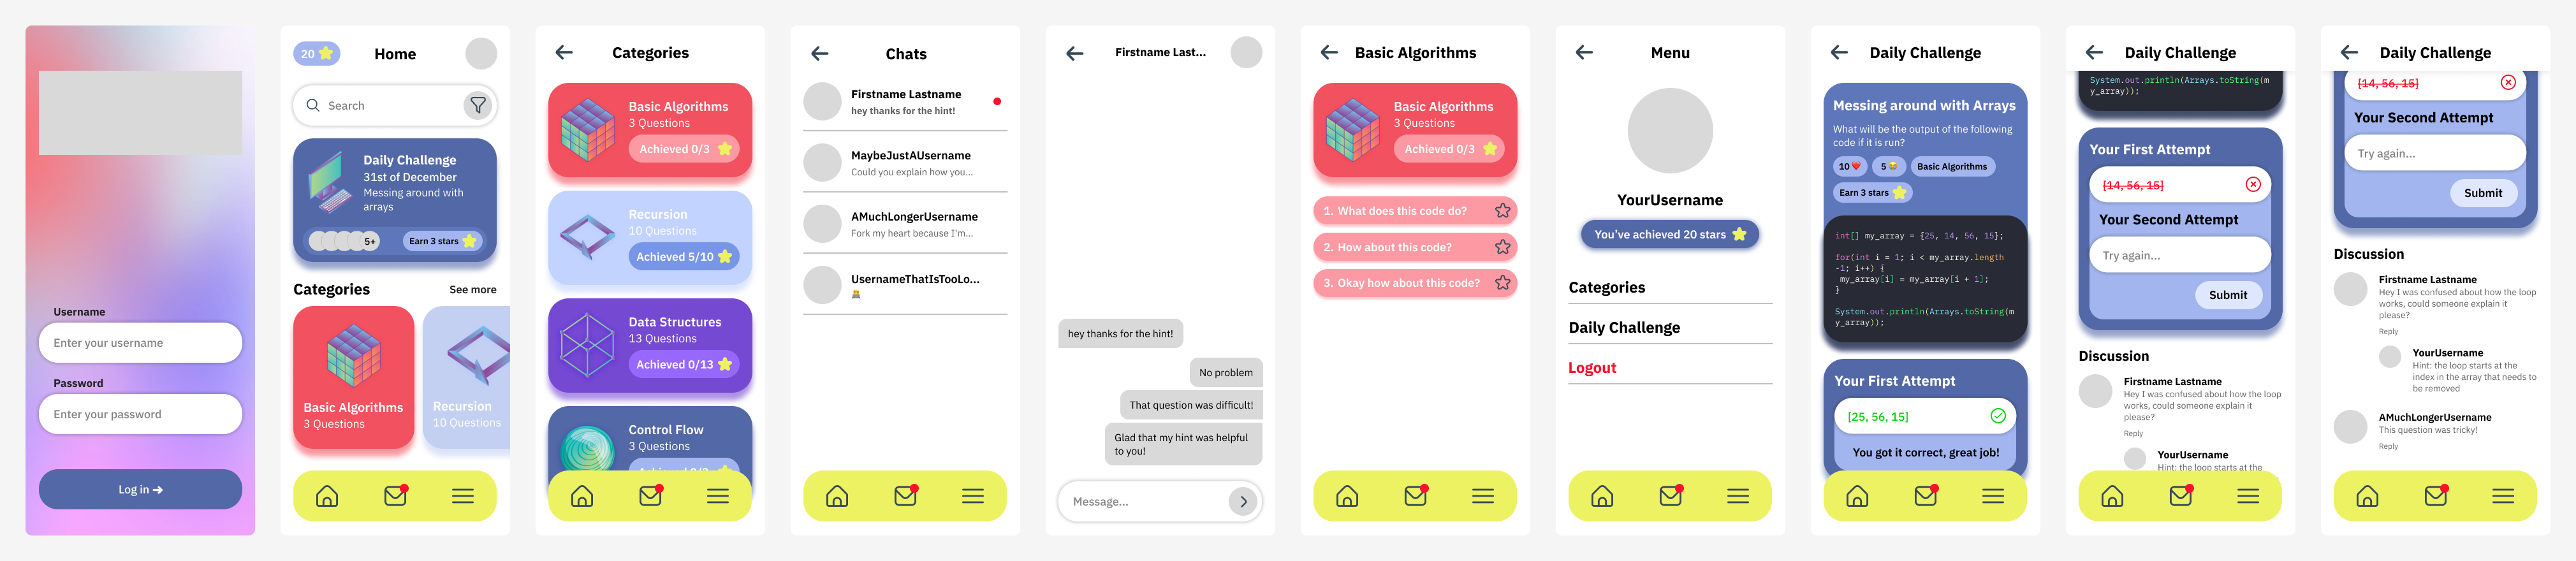 Username
Enter your username
Password
Enter your password
Log in
20
Home
Search
Daily Challenge
31st of December
Messing around with
arrays
5+
Earn 3 stars
Categories
See more
Basic Algorithms
3 Questions
Recursion
10 Questions
Categories
Basic Algorithms
3 Questions
Achieved 0/3
Recursion
10 Questions
Achieved 5/10
Data Structures
13 Questions
Achieved 0/13
Control Flow
3 Questions
Chats
Firstname Lastname
hey thanks for the hint!
MaybeJustAUsername
Could you explain how you...
AMuchLongerUsername
Fork my heart because I'm...
UsernameThatIsTooLo...
Firstname Last...
hey thanks for the hint!
No problem
That question was difficult!
Glad that my hint was helpful
to you!
Message...
Basic Algorithms
Basic Algorithms
3 Questions
Achieved 0/3
1. What does this code do?
2. How about this code?
3. Okay how about this code?
Menu
YourUsername
You've achieved 20 stars
Categories
Daily Challenge
Logout
Daily Challenge
Messing around with Arrays
What will be the output of the following
code if it is run?
10
5
Basic Algorithms
Earn 3 stars
int[] my_array = {25, 14, 56, 15};
for(int i = 1; i < my_array.length
-1; i++) {
my_array[i] = my_array[i + 1];
}
System.out.println(Arrays.toString(m
y_array));
Your First Attempt
[25, 56, 15]
You got it correct, great job!
Daily Challenge
System.out.println(Arrays.toString(m
y_array));
Your First Attempt
[14, 56, 15]
Your Second Attempt
Try again...
Submit
Discussion
Firstname Lastname
Hey I was confused about how the loop
works, could someone explain it
please?
Reply
YourUsername
Hint: the loop starts at the
Daily Challenge
[14, 56, 15]
Your Second Attempt
Try again...
Submit
Discussion
Firstname Lastname
Hey I was confused about how the loop
works, could someone explain it
please?
Reply
YourUsername
Hint: the loop starts at the
index in the array that needs to
be removed
AMuchLongerUsername
This question was tricky!
Reply